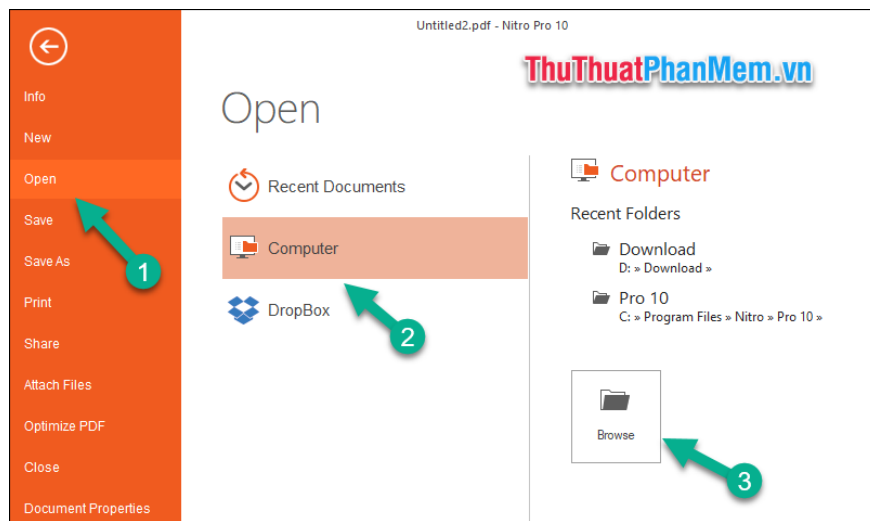 Untitled2.pdf - Nitro Pro 10
ThuThuatPhanMem.vn
Info
New
Open
Save
Save As
Print
Share
Attach Files
Optimize PDF
Close
Document Properties
1
Open
Recent Documents
Computer
DropBox
2
Computer
Recent Folders
Download
D: » Download »
Pro 10
C: » Program Files » Nitro » Pro 10 »
Browse
3